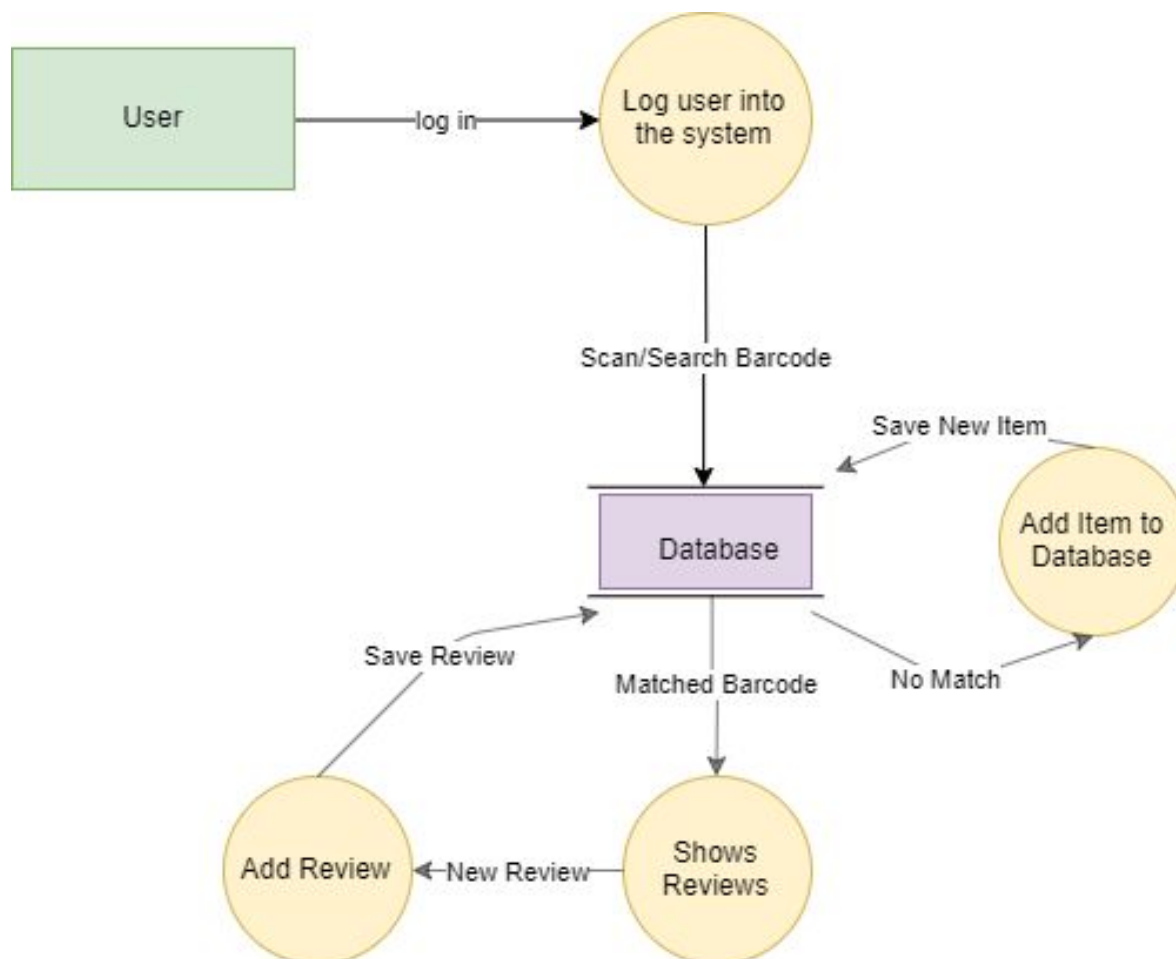 User
log in
Log user into
the system
Scan/Search Barcode
Save New Item
Add Item to
Database
Database
Save Review
Matched Barcode
No Match
Add Review
New Review
Shows
Reviews